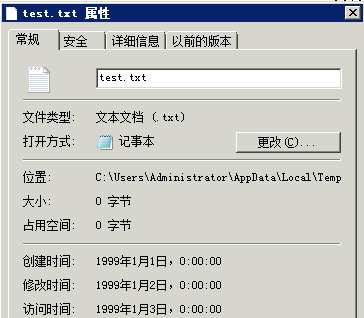 test.txt 属性
常规 安全 详细信息 以前的版本
test.txt
文件类型: 文本文档 (.txt)
打开方式: 记事本 更改(C)...
位置: C:\Users\Administrator\AppData\Local\Temp
大小: 0 字节
占用空间: 0 字节
创建时间: 1999年1月1日，0:00:00
修改时间: 1999年1月2日，0:00:00
访问时间: 1999年1月3日，0:00:00